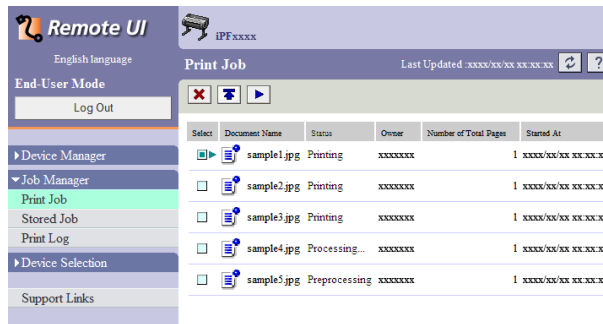 Remote UI
iPFxxxx
English language
Print Job
Last Updated :xxxx/xx/xx xx:xx:xx
?
End-User Mode
Log Out
Select Document Name Status Owner Number of Total Pages Started At
sample1.jpg Printing xxxxxxx 1 xxxx/xx/xx xx:xx:x
sample2.jpg Printing xxxxxxx 1 xxxx/xx/xx xx:xx:x
sample3.jpg Printing xxxxxxx 1 xxxx/xx/xx xx:xx:x
sample4.jpg Processing... xxxxxxx 1 xxxx/xx/xx xx:xx:x
sample5.jpg Preprocessing xxxxxxx 1 xxxx/xx/xx xx:xx:x
Device Manager
Job Manager
Print Job
Stored Job
Print Log
Device Selection
Support Links